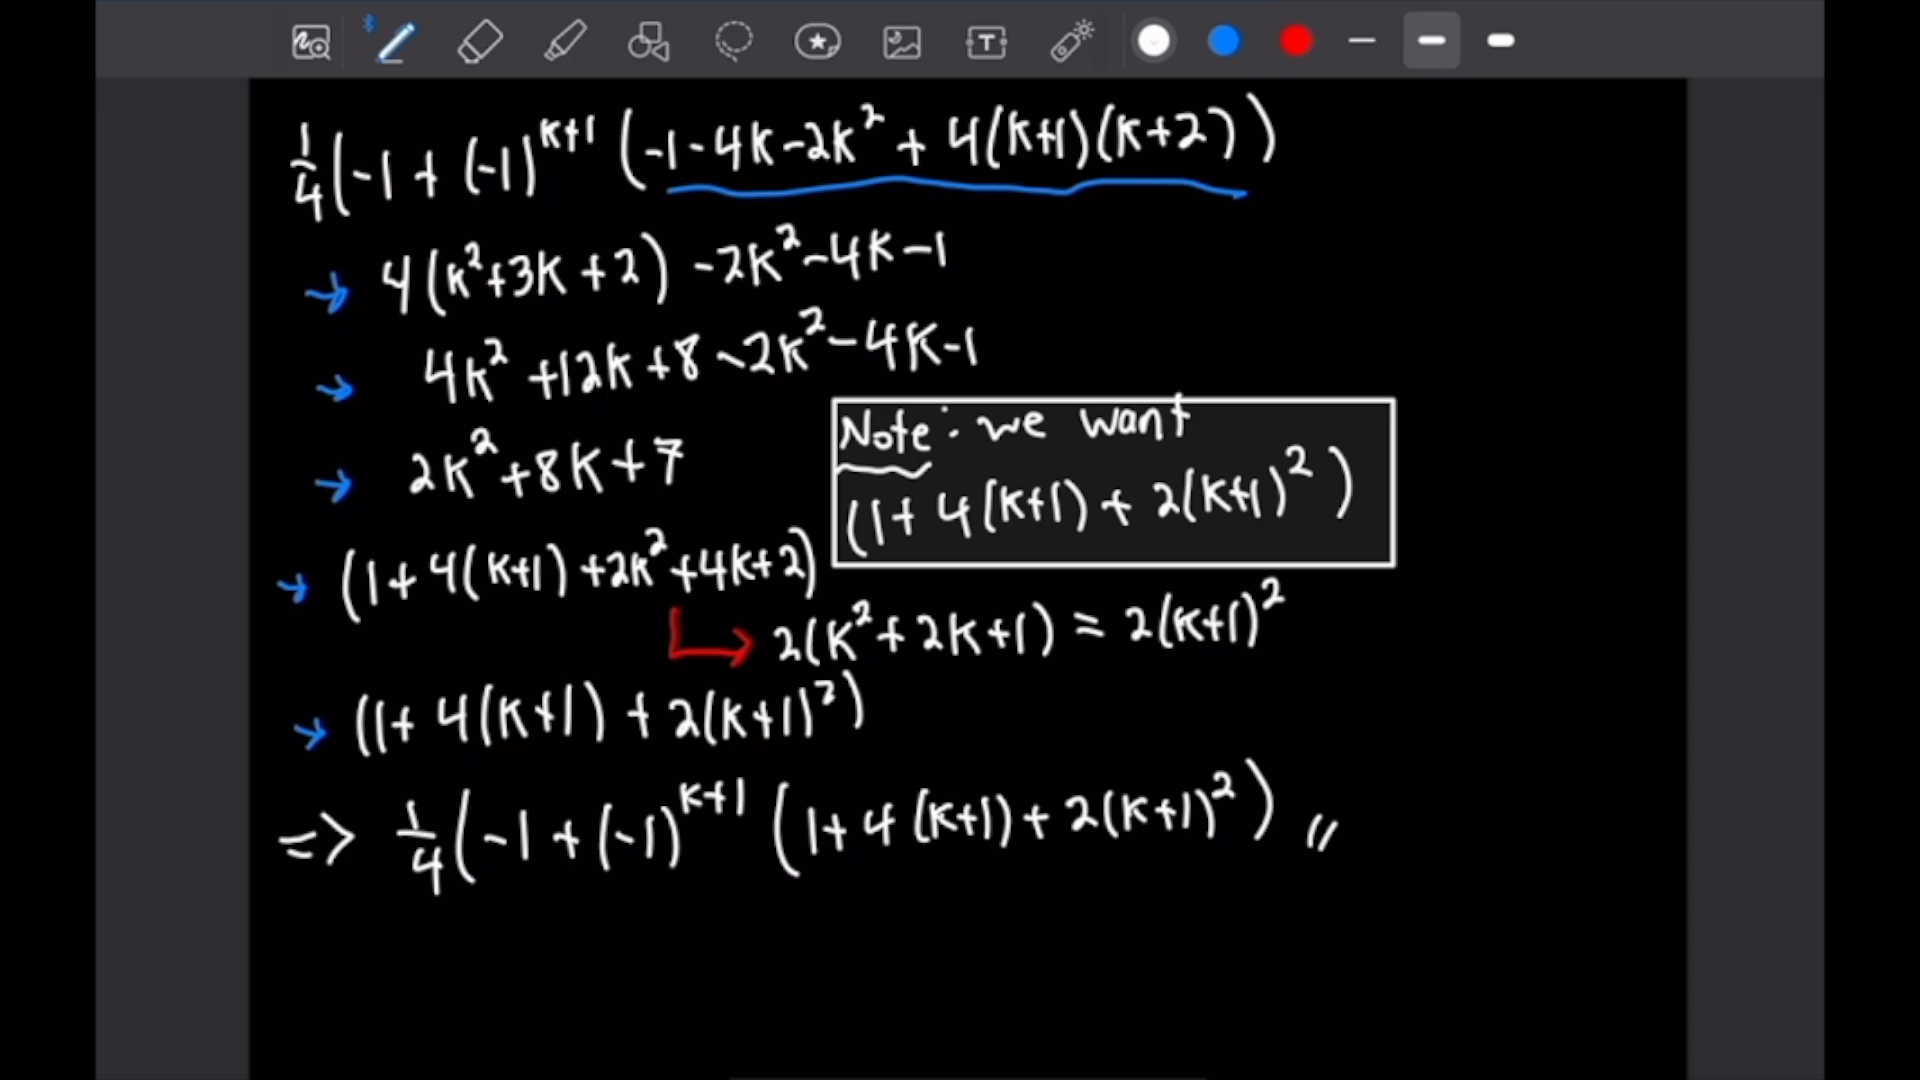 1/4(-1 + (-1)^{k+1} (-1-4k-2k² + 4(k+1)(k+2))
→ 4(k²+3k+2) -2k²-4k-1
→ 4k² +12k+8 -2k²-4k-1
→ 2k²+8k+7
Note: we want
(1+ 4(k+1) + 2(k+1)²)
→ (1+4(k+1) +2k²+4k+2)
↳ 2(k²+2k+1) = 2(k+1)²
→ (1+ 4(k+1) + 2(k+1)²)
=> 1/4(-1 + (-1)^{k+1} (1+ 4(k+1) + 2(k+1)²) //